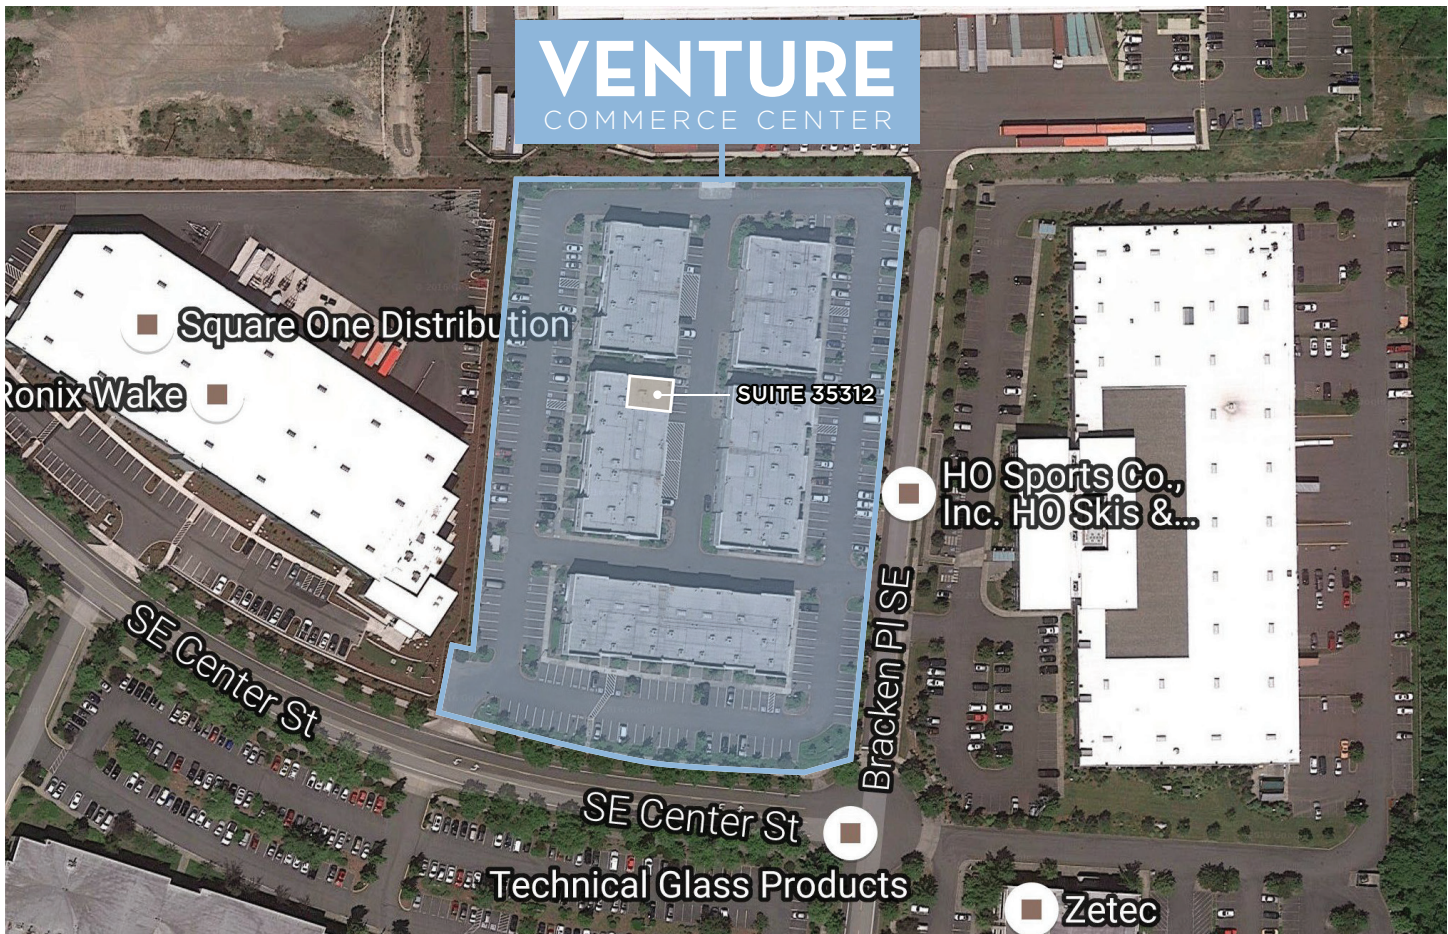 VENTURE
COMMERCE CENTER
Square One Distribution
Ronix Wake
SUITE 35312
HO Sports Co.,
Inc. HO Skis &...
Bracken Pl SE
SE Center St
SE Center St
Technical Glass Products
Zetec